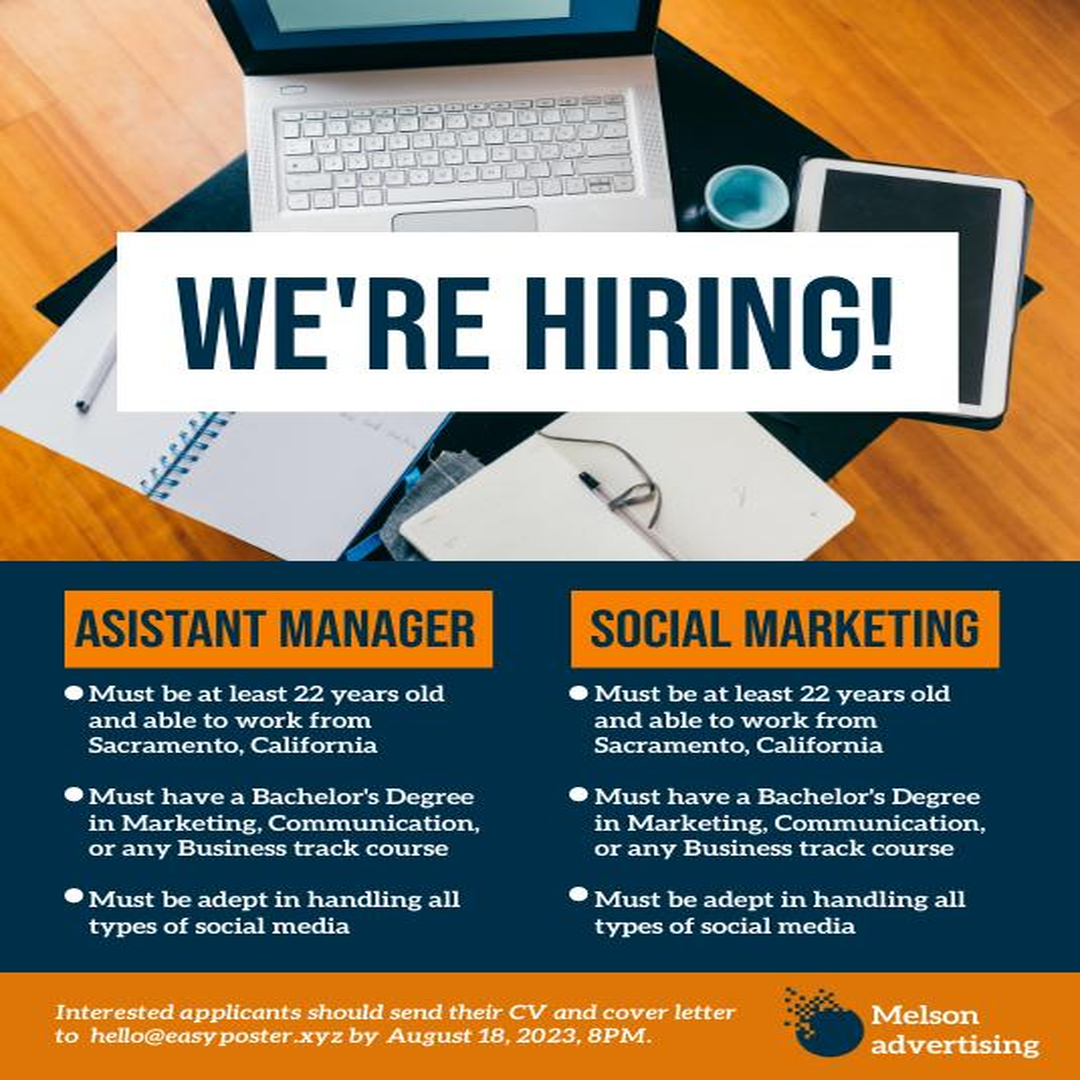 WE'RE HIRING!
ASISTANT MANAGER
Must be at least 22 years old
and able to work from
Sacramento, California
Must have a Bachelor's Degree
in Marketing, Communication,
or any Business track course
Must be adept in handling all
types of social media
SOCIAL MARKETING
Must be at least 22 years old
and able to work from
Sacramento, California
Must have a Bachelor's Degree
in Marketing, Communication,
or any Business track course
Must be adept in handling all
types of social media
Interested applicants should send their CV and cover letter
to hello@easyposter.xyz by August 18, 2023, 8PM.
Melson
advertising